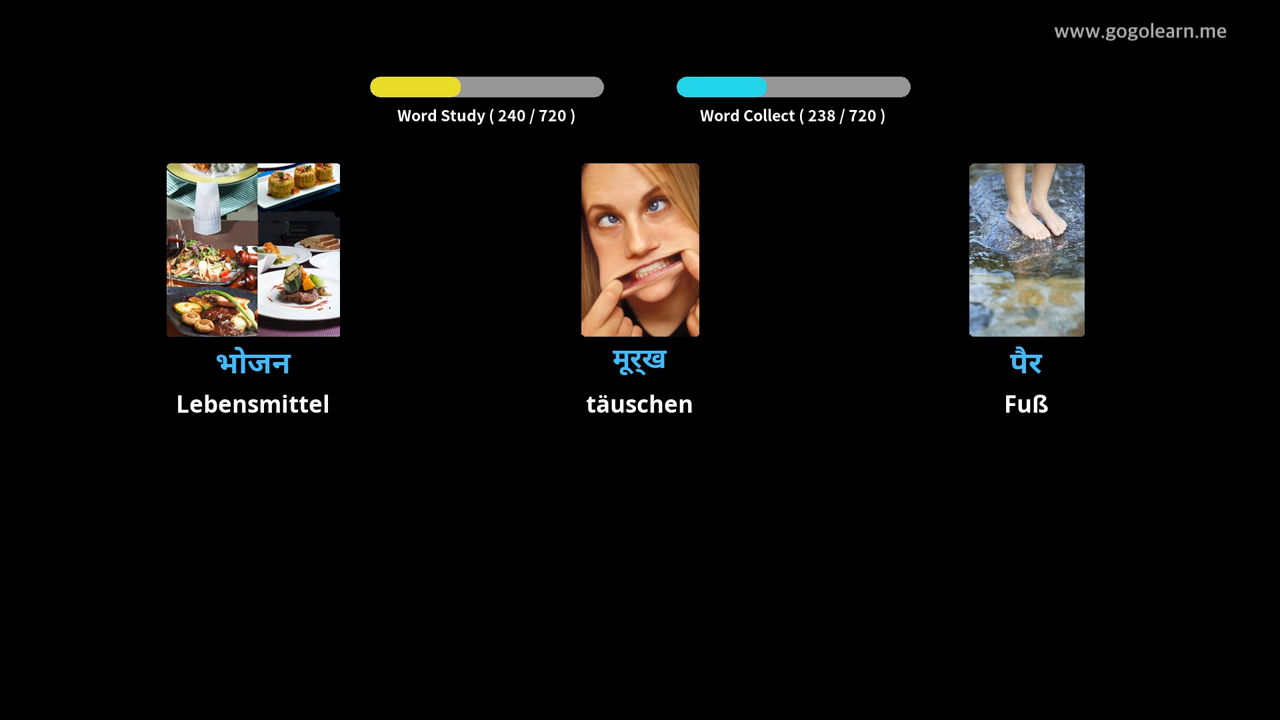 www.gogolearn.me
Word Study ( 240 / 720 )
Word Collect ( 238 / 720 )
भोजन
मूर्ख
पैर
Lebensmittel
täuschen
Fuß